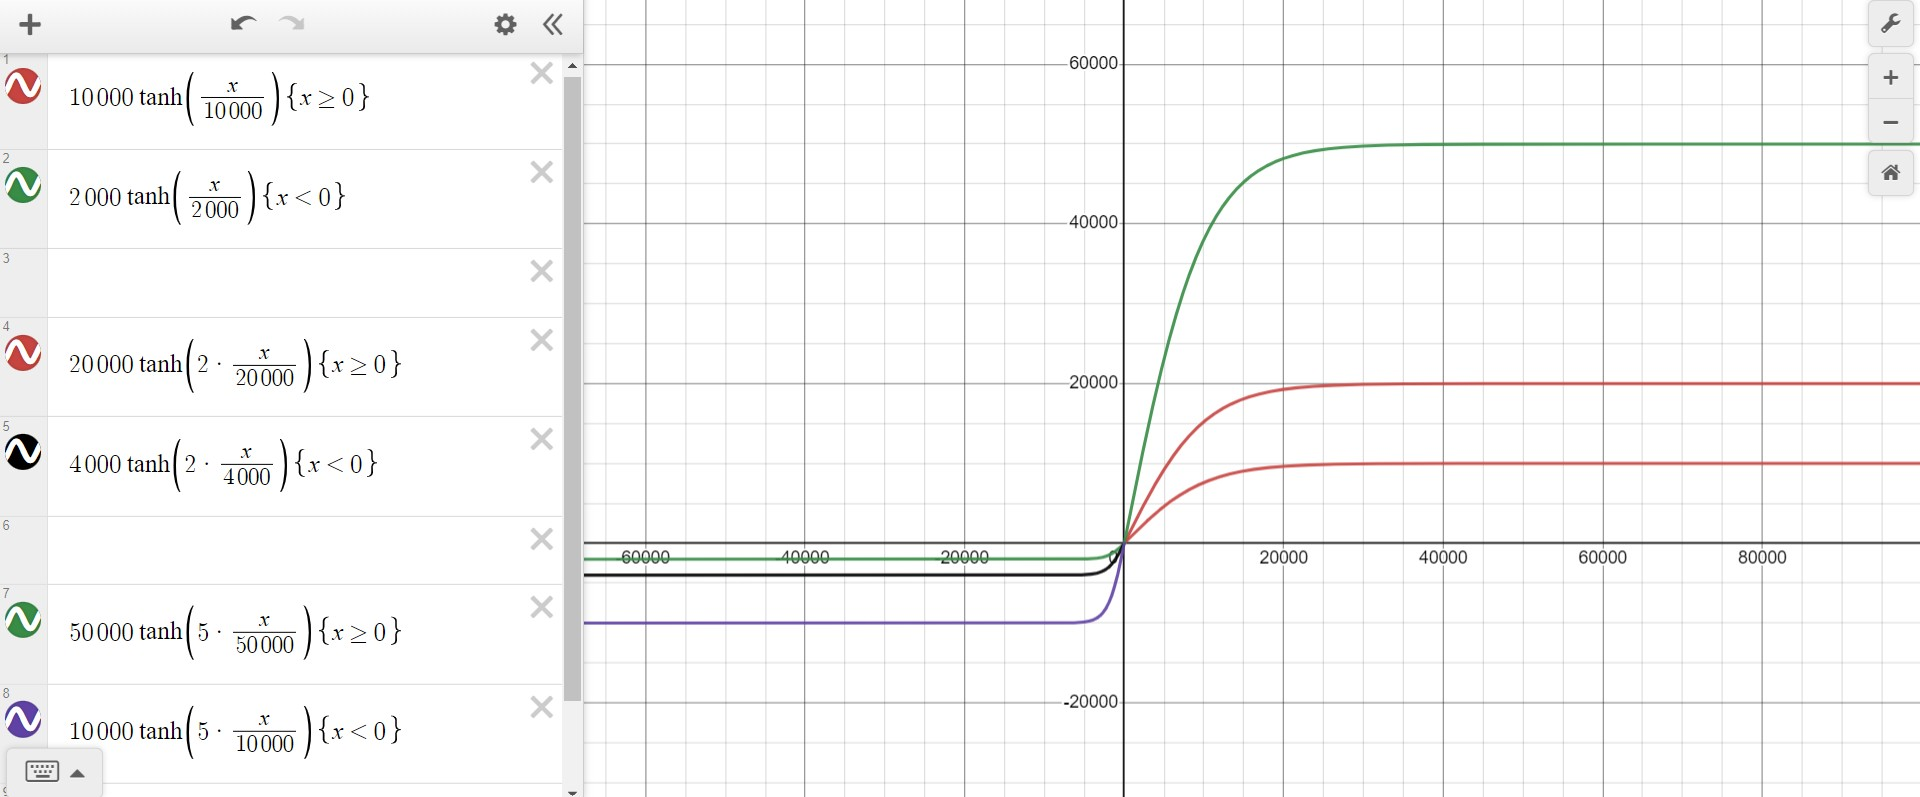 1
10000 tanh(x/10000){x ≥ 0}
2
2000 tanh(x/2000){x < 0}
3
4
20000 tanh(2 · x/20000){x ≥ 0}
5
4000 tanh(2 · x/4000){x < 0}
6
7
50000 tanh(5 · x/50000){x ≥ 0}
8
10000 tanh(5 · x/10000){x < 0}
60000
40000
20000
60000 -40000 -20000 0 20000 40000 60000 80000
-20000